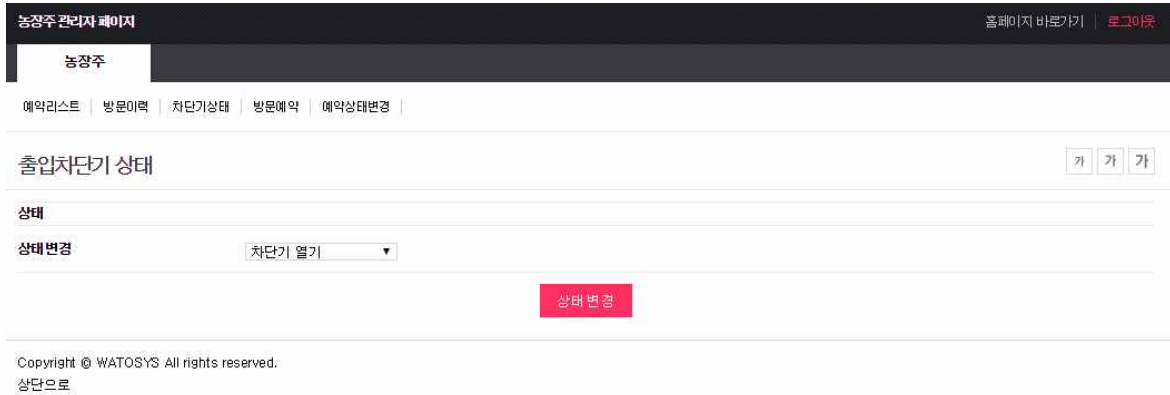 농장주 관리자 페이지
홈페이지 바로가기 | 로그아웃
농장주
예약리스트 | 방문이력 | 차단기상태 | 방문예약 | 예약상태변경 |
출입차단기 상태
가 가 가
상태
상태변경 차단기 열기 ▼
상태변경
Copyright © WATOSYS All rights reserved.
상단으로